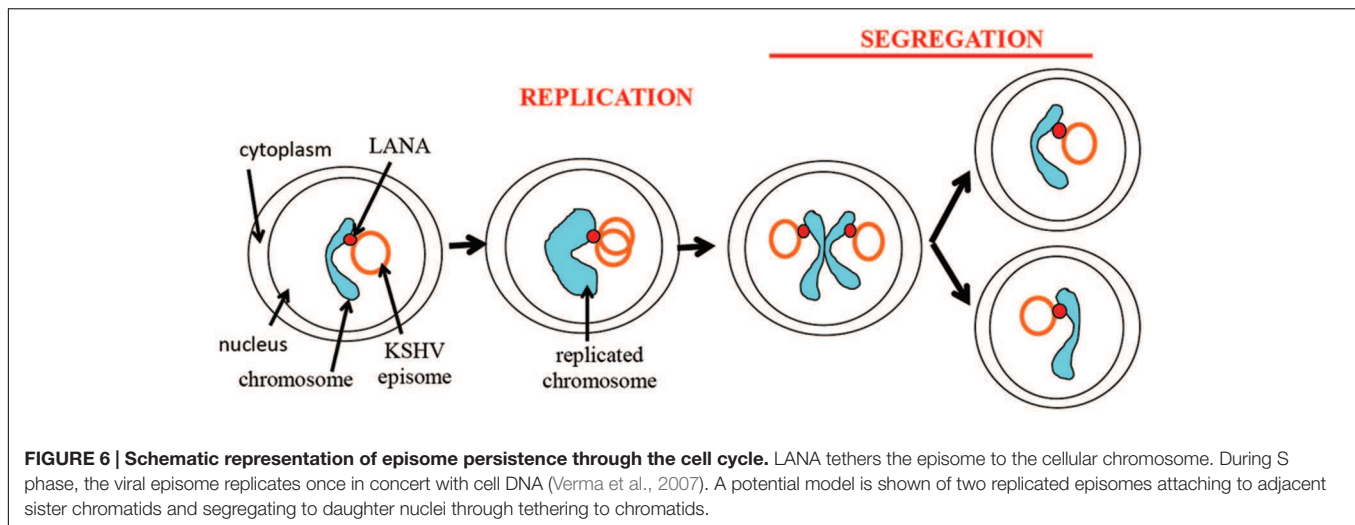 SEGREGATION
REPLICATION
cytoplasm
LANA
nucleus
chromosome
KSHV
episome
replicated
chromosome
FIGURE 6 | Schematic representation of episome persistence through the cell cycle. LANA tethers the episome to the cellular chromosome. During S
phase, the viral episome replicates once in concert with cell DNA (Verma et al., 2007). A potential model is shown of two replicated episomes attaching to adjacent
sister chromatids and segregating to daughter nuclei through tethering to chromatids.